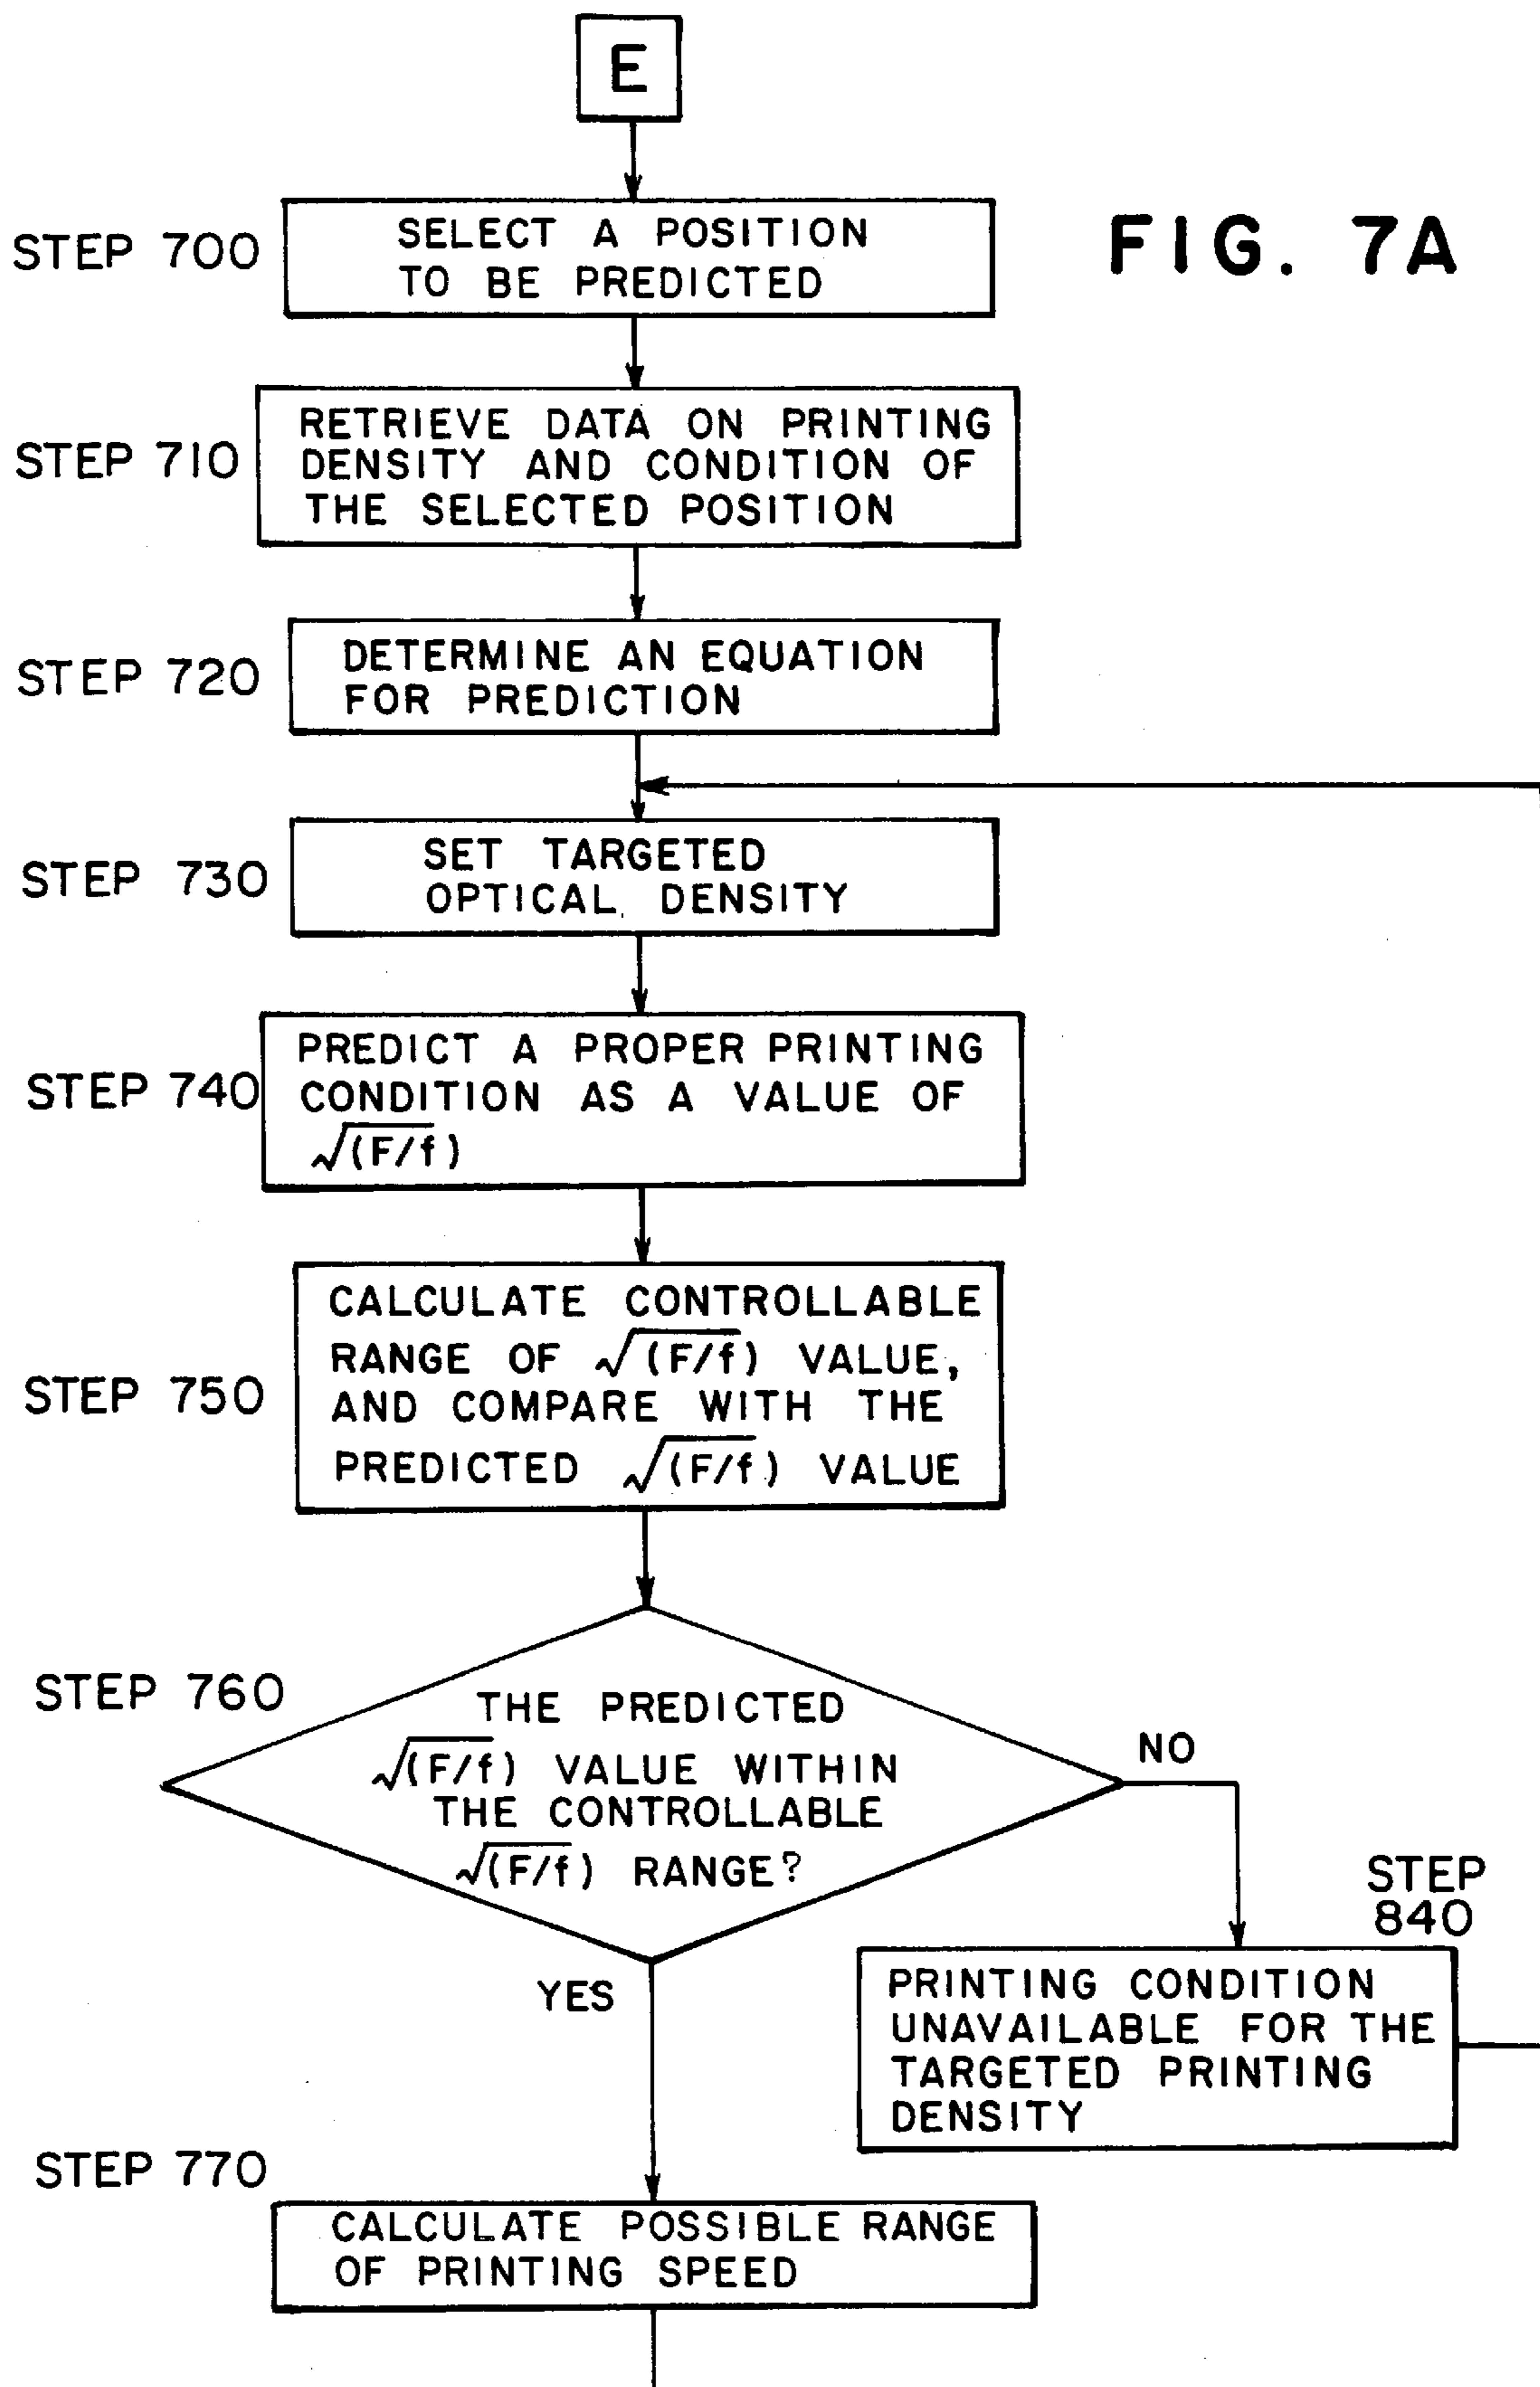 E
FIG. 7A
STEP 700
SELECT A POSITION
TO BE PREDICTED
STEP 710
RETRIEVE DATA ON PRINTING
DENSITY AND CONDITION OF
THE SELECTED POSITION
STEP 720
DETERMINE AN EQUATION
FOR PREDICTION
STEP 730
SET TARGETED
OPTICAL DENSITY
STEP 740
PREDICT A PROPER PRINTING
CONDITION AS A VALUE OF
√(F/f)
STEP 750
CALCULATE CONTROLLABLE
RANGE OF √(F/f) VALUE,
AND COMPARE WITH THE
PREDICTED √(F/f) VALUE
STEP 760
THE PREDICTED
√(F/f) VALUE WITHIN
THE CONTROLLABLE
√(F/f) RANGE?
NO
YES
STEP
840
PRINTING CONDITION
UNAVAILABLE FOR THE
TARGETED PRINTING
DENSITY
STEP 770
CALCULATE POSSIBLE RANGE
OF PRINTING SPEED